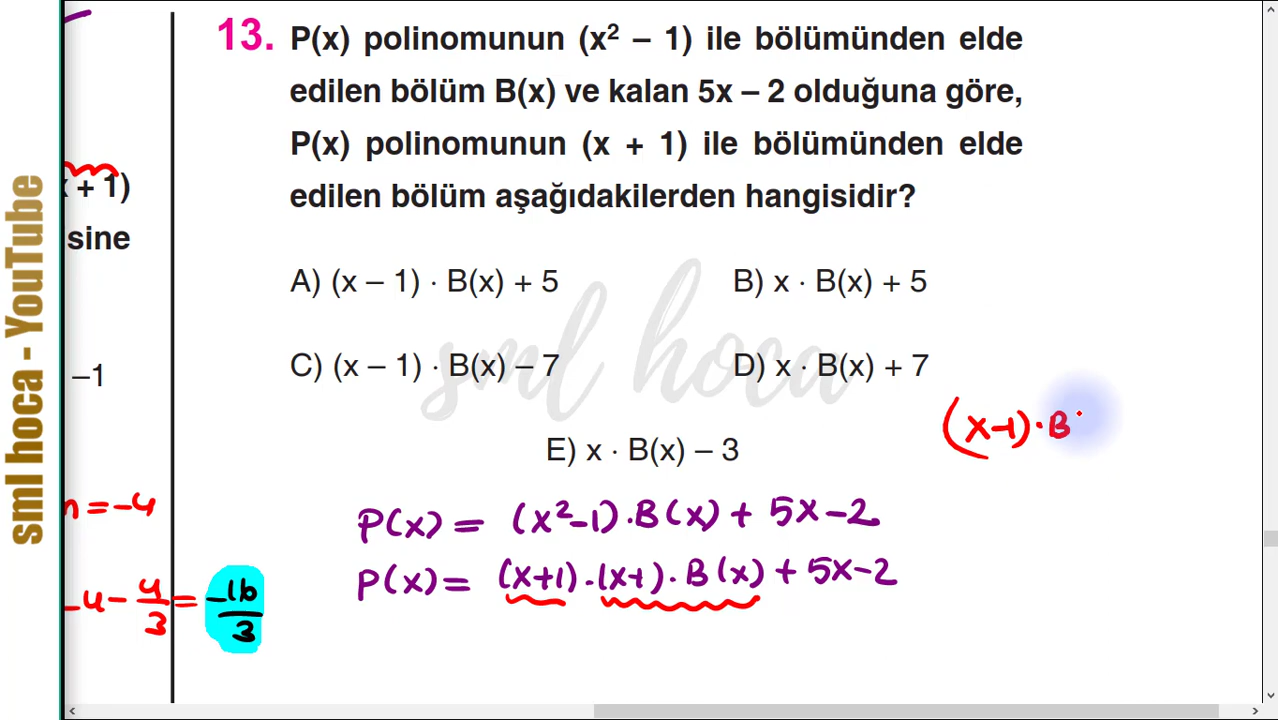 sml hoca - YouTube
x + 1)
sine
–1
n = -4
-4 - 4/3 = -16/3
13. P(x) polinomunun (x² – 1) ile bölümünden elde
edilen bölüm B(x) ve kalan 5x – 2 olduğuna göre,
P(x) polinomunun (x + 1) ile bölümünden elde
edilen bölüm aşağıdakilerden hangisidir?
A) (x – 1) · B(x) + 5 B) x · B(x) + 5
C) (x – 1) · B(x) – 7 D) x · B(x) + 7
E) x · B(x) – 3
sml hoca
(x-1)·B
P(x) = (x²-1)·B(x) + 5x-2
P(x) = (x+1)·(x-1)·B(x) + 5x-2